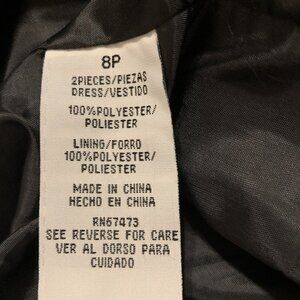 8P
2PIECES/PIEZAS
DRESS/VESTIDO
100%POLYESTER/
POLIESTER
LINING/FORRO
100%POLYESTER/
POLIESTER
MADE IN CHINA
HECHO EN CHINA
RN67473
SEE REVERSE FOR CARE
VER AL DORSO PARA
CUIDADO